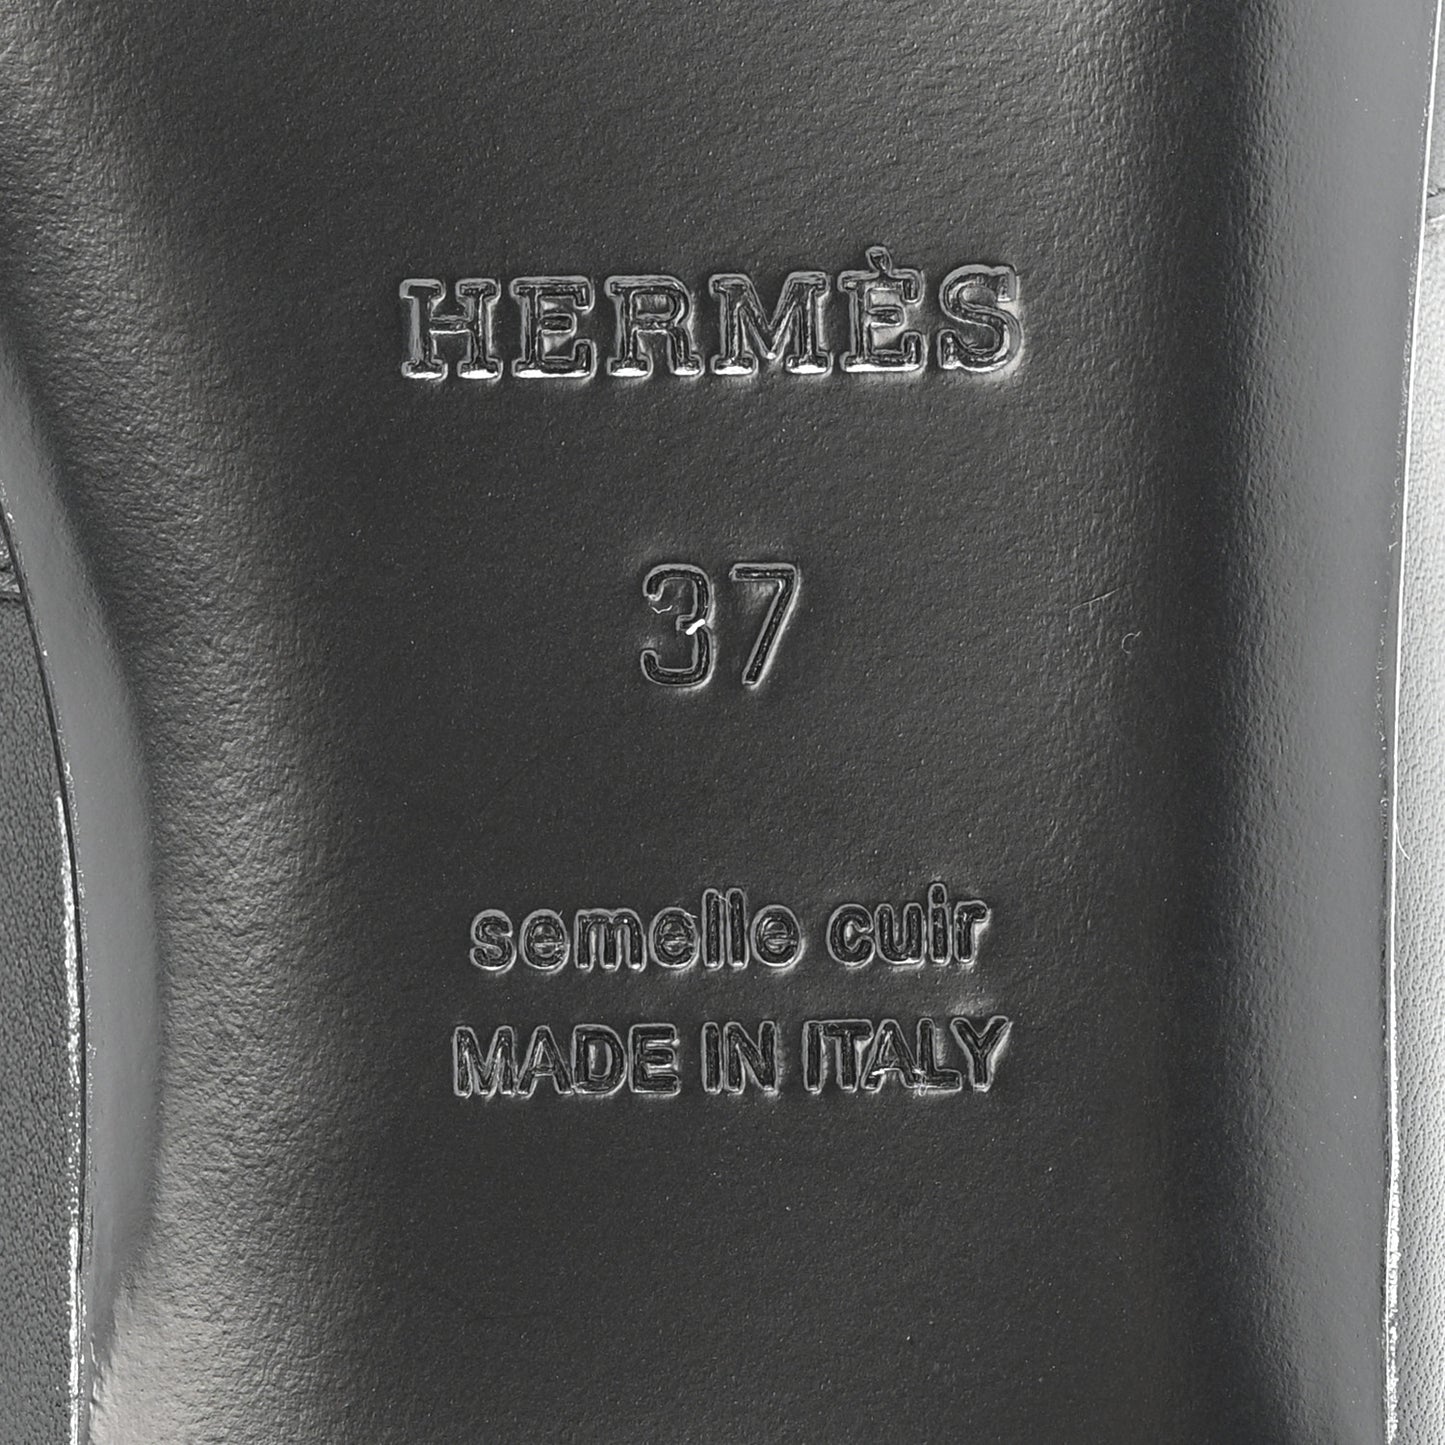 HERMÈS
37
semelle cuir
MADE IN ITALY